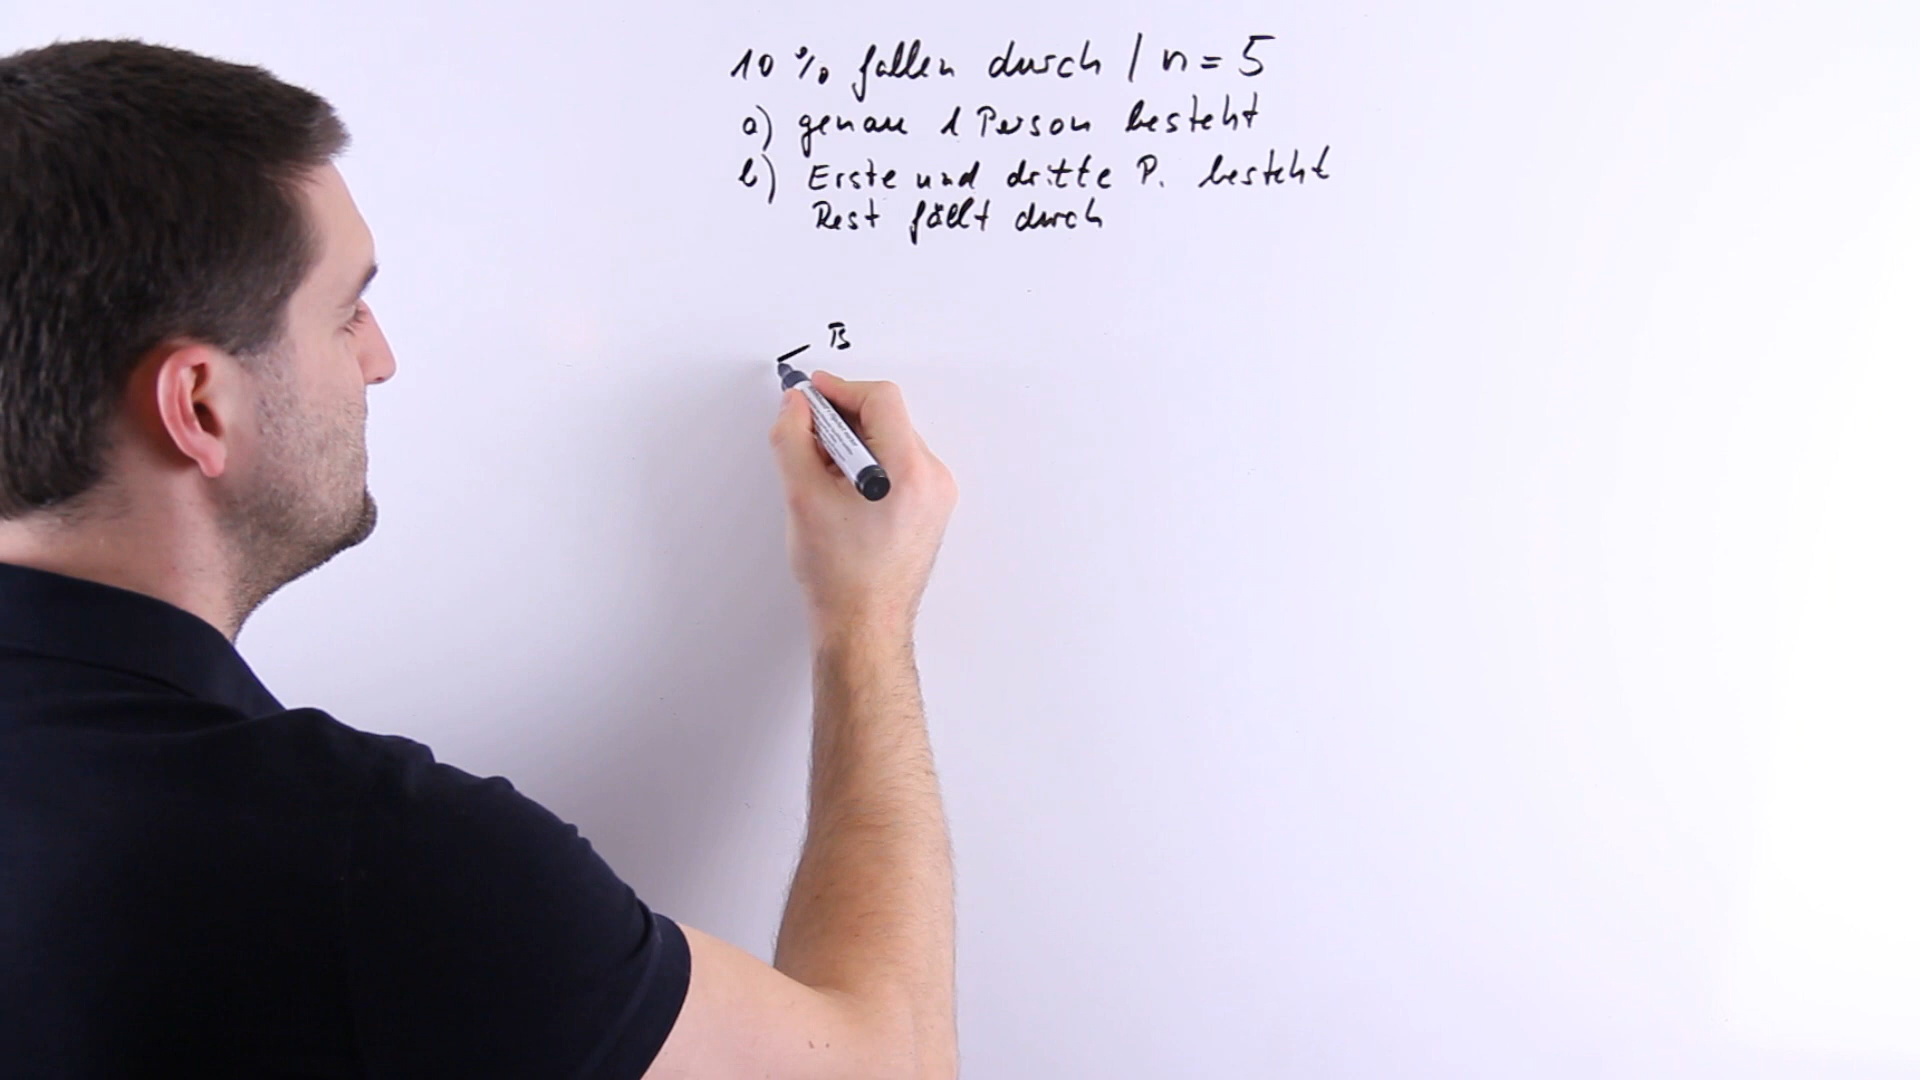 10 % fallen durch / n = 5
a) genau 1 Person besteht
b) Erste und dritte P. besteht
Rest fällt durch
B